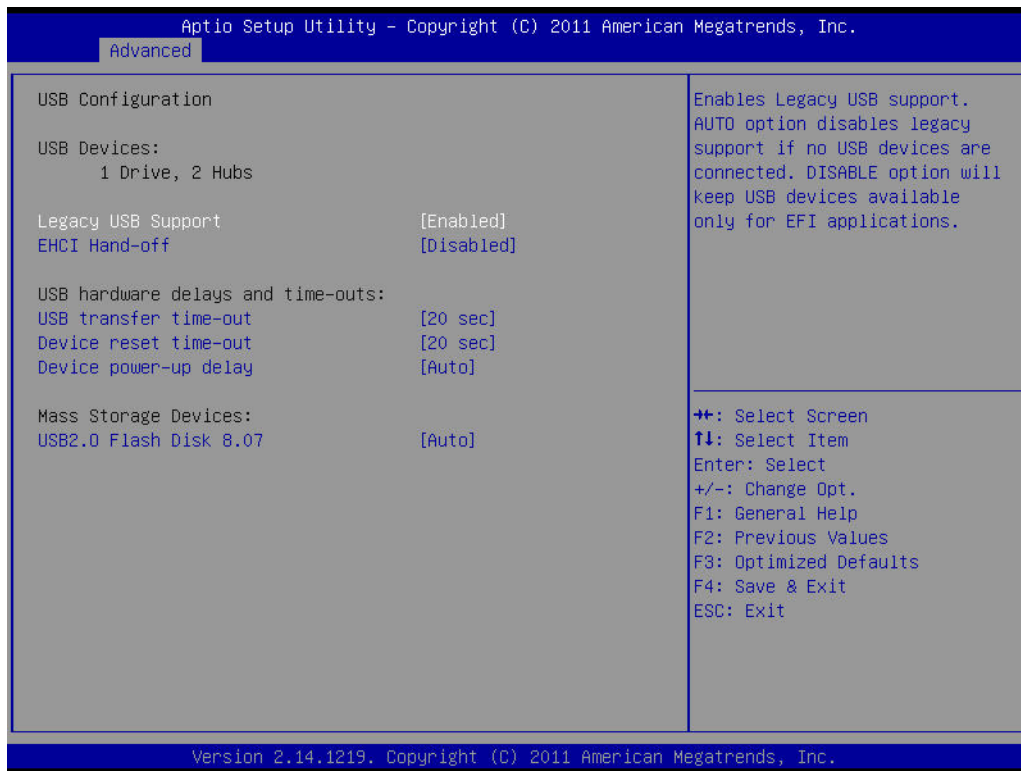 Aptio Setup Utility – Copyright (C) 2011 American Megatrends, Inc.
Advanced
USB Configuration
USB Devices:
1 Drive, 2 Hubs
Legacy USB Support [Enabled]
EHCI Hand-off [Disabled]
USB hardware delays and time-outs:
USB transfer time-out [20 sec]
Device reset time-out [20 sec]
Device power-up delay [Auto]
Mass Storage Devices:
USB2.0 Flash Disk 8.07 [Auto]
Enables Legacy USB support.
AUTO option disables legacy
support if no USB devices are
connected. DISABLE option will
keep USB devices available
only for EFI applications.
→←: Select Screen
↑↓: Select Item
Enter: Select
+/-: Change Opt.
F1: General Help
F2: Previous Values
F3: Optimized Defaults
F4: Save & Exit
ESC: Exit
Version 2.14.1219. Copyright (C) 2011 American Megatrends, Inc.